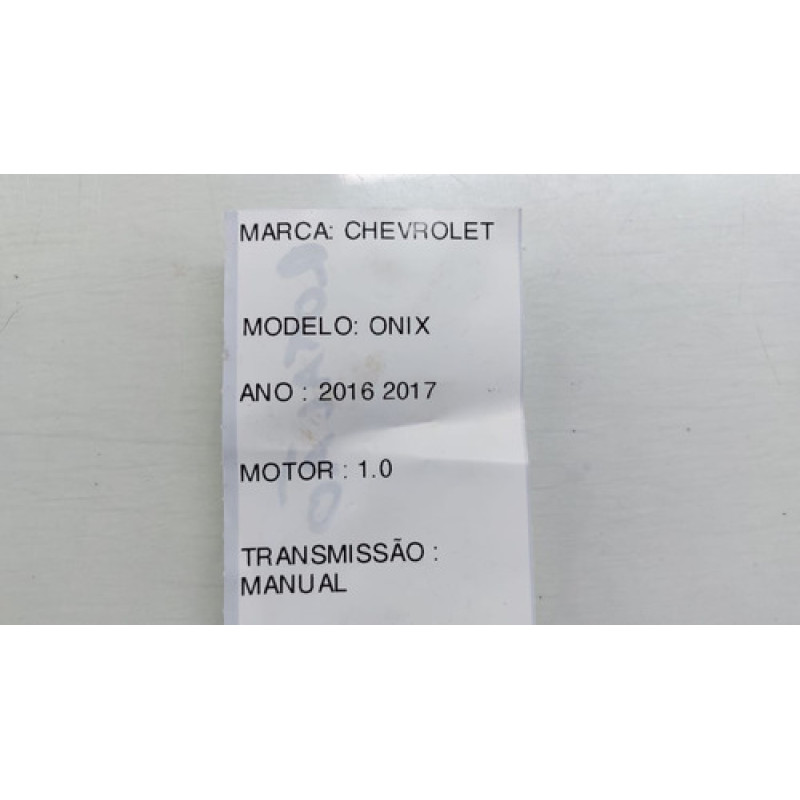 MARCA: CHEVROLET
MODELO: ONIX
ANO : 2016 2017
MOTOR : 1.0
TRANSMISSÃO :
MANUAL